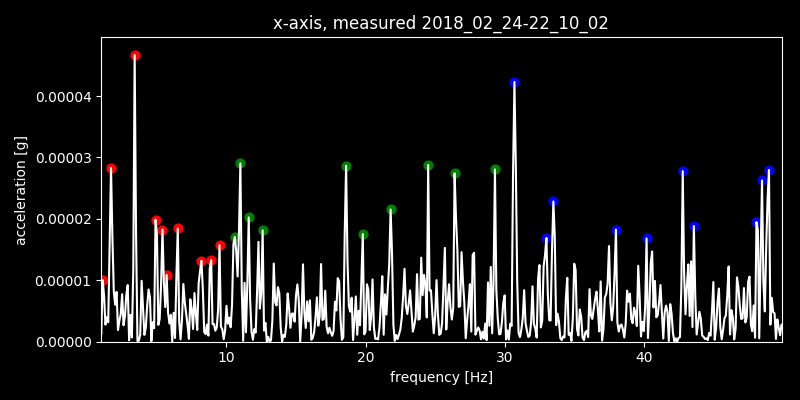 x-axis, measured 2018_02_24-22_10_02
acceleration [g]
0.00004
0.00003
0.00002
0.00001
0.00000
10 20 30 40
frequency [Hz]